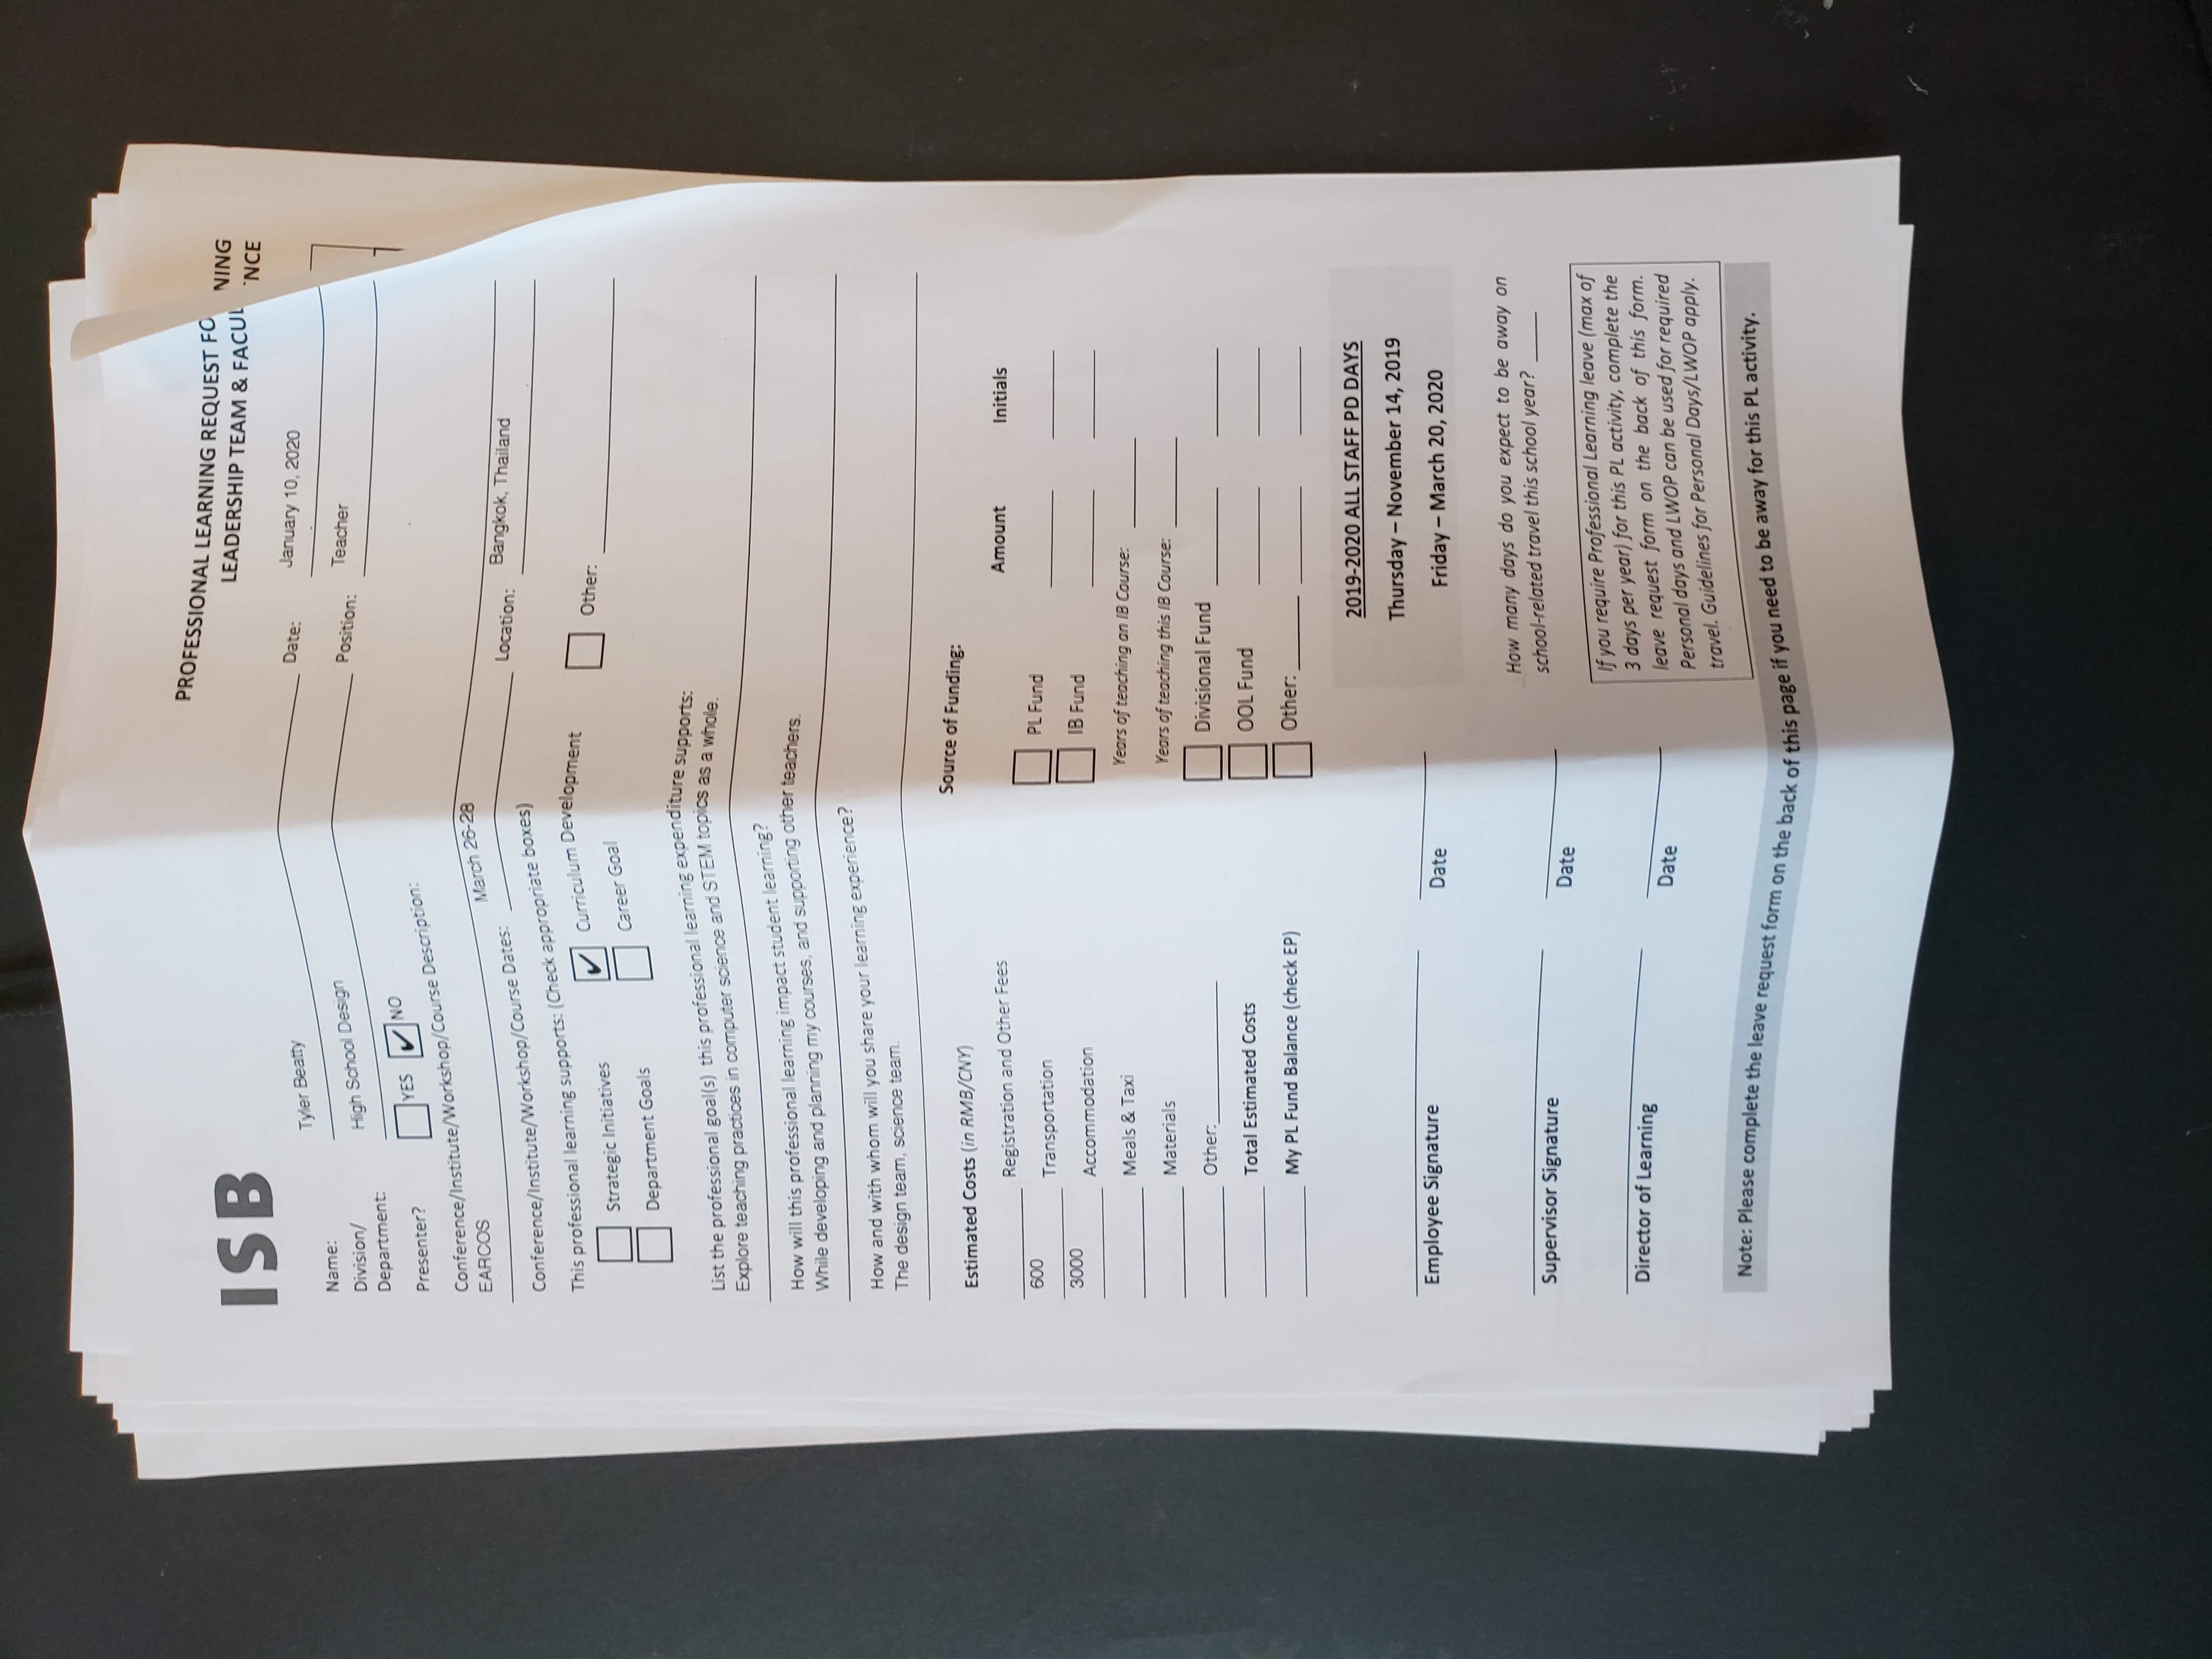 ISB
PROFESSIONAL LEARNING REQUEST FO
LEADERSHIP TEAM & FACUL
NING
NCE
Name: Tyler Beatty Date: January 10, 2020
Division/
Department: High School Design Position: Teacher
Presenter? YES NO
Conference/Institute/Workshop/Course Description:
EARCOS
Conference/Institute/Workshop/Course Dates: March 26-28 Location: Bangkok, Thailand
This professional learning supports: (Check appropriate boxes)
Strategic Initiatives Curriculum Development Other:
Department Goals Career Goal
List the professional goal(s) this professional learning expenditure supports:
Explore teaching practices in computer science and STEM topics as a whole.
How will this professional learning impact student learning?
While developing and planning my courses, and supporting other teachers.
How and with whom will you share your learning experience?
The design team, science team.
Estimated Costs (in RMB/CNY)
600 Registration and Other Fees
3000 Transportation
Accommodation
Meals & Taxi
Materials
Other:
Total Estimated Costs
My PL Fund Balance (check EP)
Source of Funding:
Amount Initials
PL Fund
IB Fund
Years of teaching an IB Course:
Years of teaching this IB Course:
Divisional Fund
OOL Fund
Other:
2019-2020 ALL STAFF PD DAYS
Thursday – November 14, 2019
Friday – March 20, 2020
Employee Signature Date
Supervisor Signature Date
Director of Learning Date
How many days do you expect to be away on
school-related travel this school year?
If you require Professional Learning leave (max of
3 days per year) for this PL activity, complete the
leave request form on the back of this form.
Personal days and LWOP can be used for required
travel. Guidelines for Personal Days/LWOP apply.
Note: Please complete the leave request form on the back of this page if you need to be away for this PL activity.